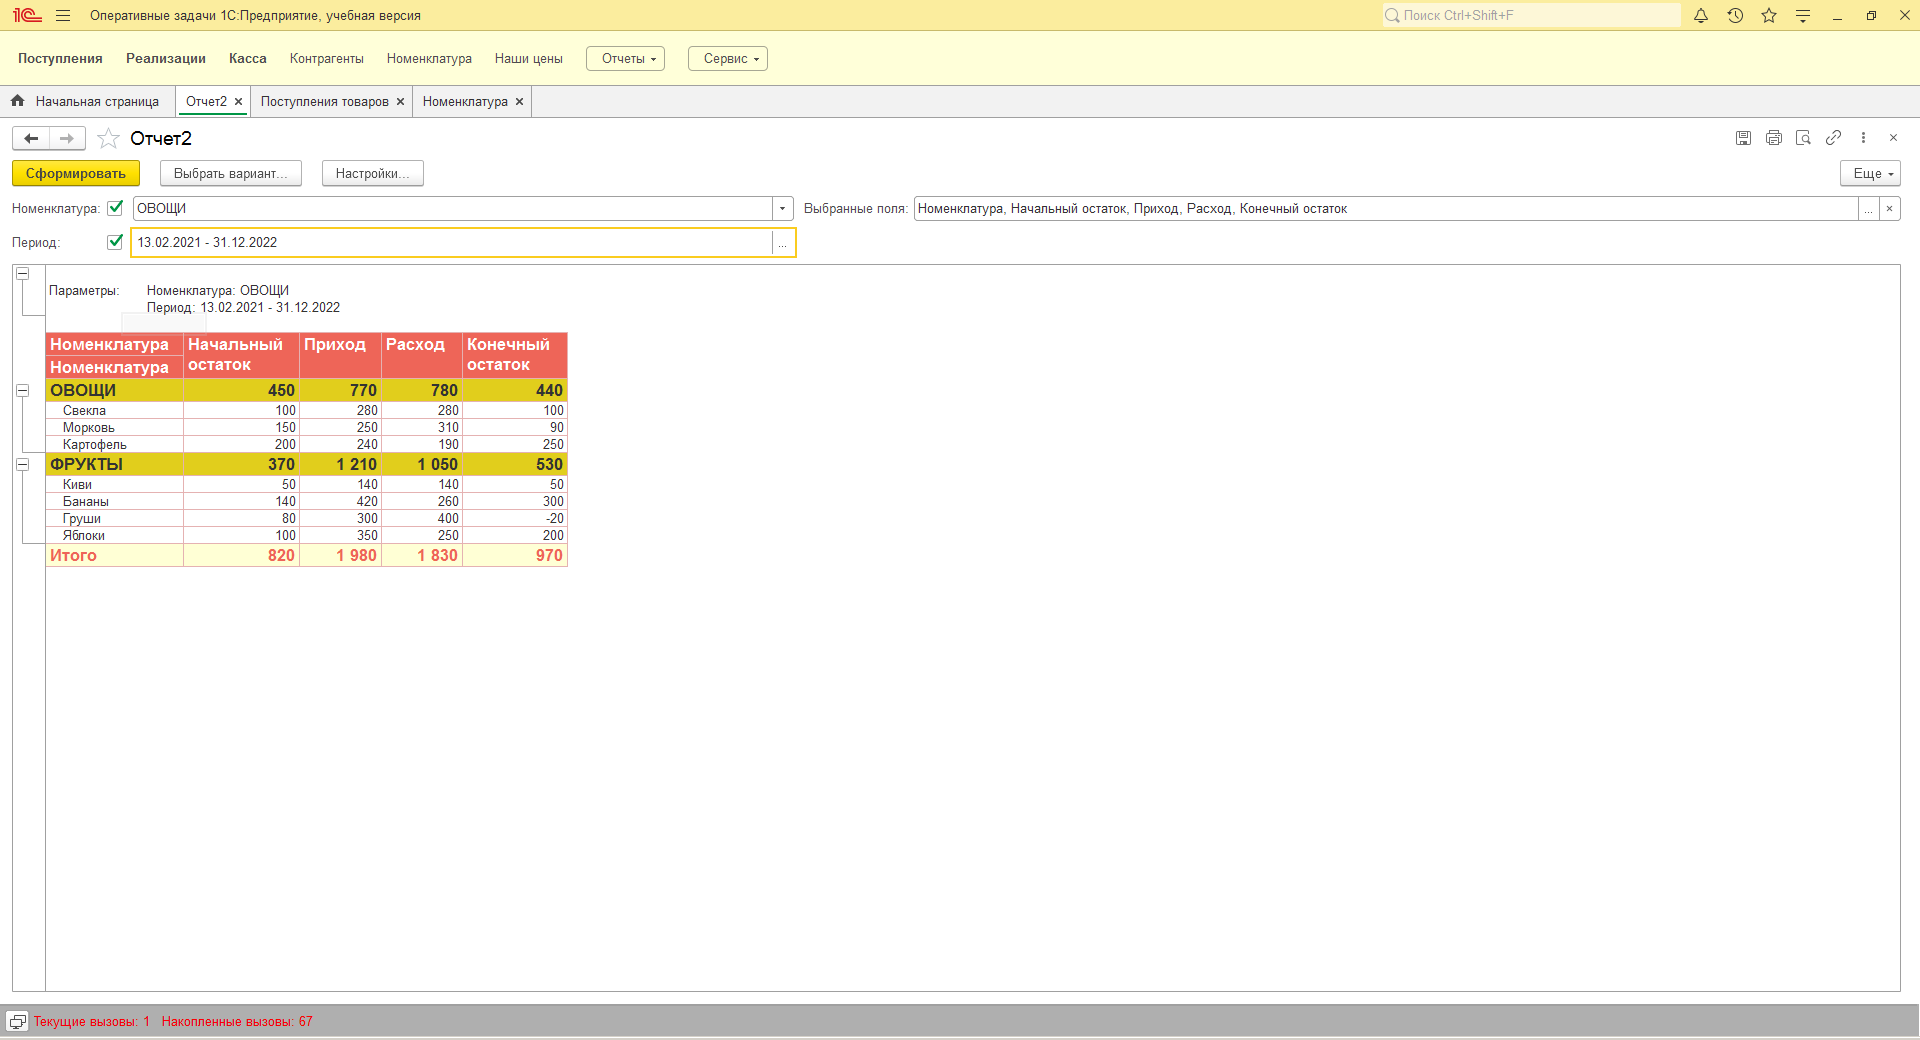 1C Оперативные задачи 1С:Предприятие, учебная версия Поиск Ctrl+Shift+F
Поступления Реализации Касса Контрагенты Номенклатура Наши цены Отчеты Сервис
Начальная страница Отчет2 Поступления товаров Номенклатура
Отчет2
Сформировать Выбрать вариант... Настройки... Еще
Номенклатура: ОВОЩИ Выбранные поля: Номенклатура, Начальный остаток, Приход, Расход, Конечный остаток ...
Период: 13.02.2021 - 31.12.2022 ...
Параметры: Номенклатура: ОВОЩИ
Период: 13.02.2021 - 31.12.2022
Номенклатура Начальный остаток Приход Расход Конечный остаток
Номенклатура
ОВОЩИ 450 770 780 440
Свекла 100 280 280 100
Морковь 150 250 310 90
Картофель 200 240 190 250
ФРУКТЫ 370 1 210 1 050 530
Киви 50 140 140 50
Бананы 140 420 260 300
Груши 80 300 400 -20
Яблоки 100 350 250 200
Итого 820 1 980 1 830 970
Текущие вызовы: 1 Накопленные вызовы: 67